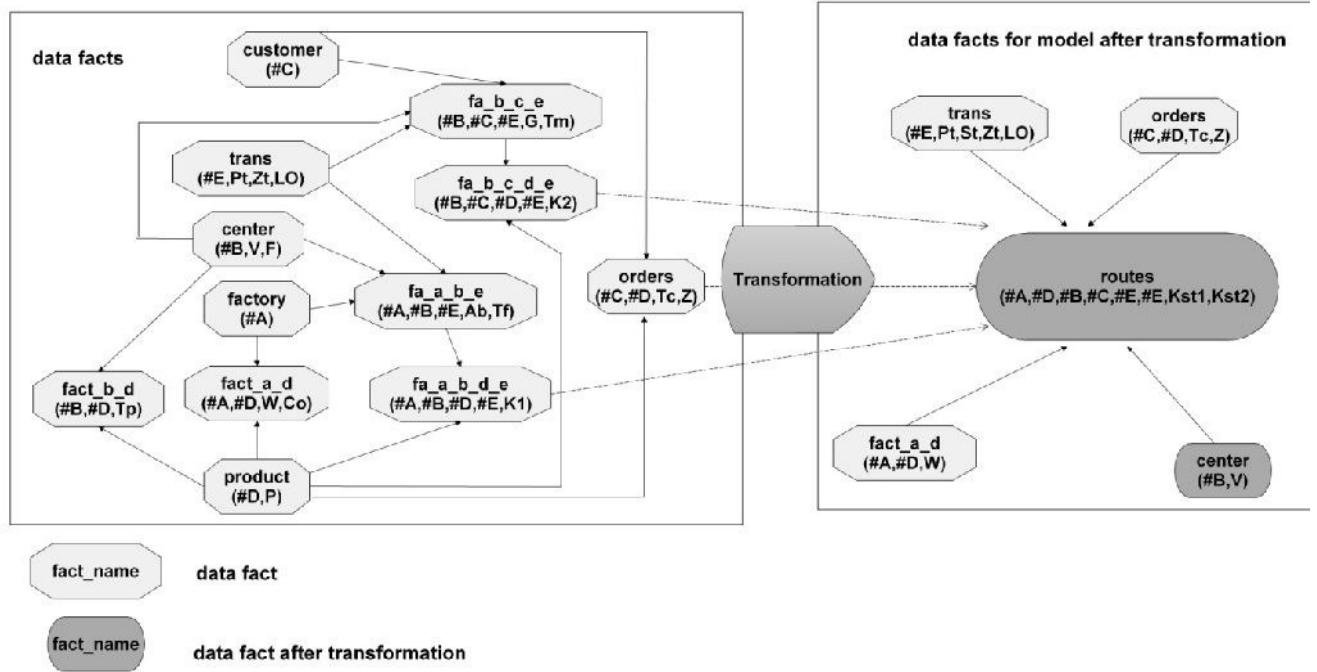 data facts
customer
(#C)
fa_b_c_e
(#B,#C,#E,G,Tm)
trans
(#E,Pt,Zt,LO)
fa_b_c_d_e
(#B,#C,#D,#E,K2)
center
(#B,V,F)
fa_a_b_e
(#A,#B,#E,Ab,Tf)
factory
(#A)
orders
(#C,#D,Tc,Z)
fact_b_d
(#B,#D,Tp)
fact_a_d
(#A,#D,W,Co)
fa_a_b_d_e
(#A,#B,#D,#E,K1)
product
(#D,P)
Transformation
data facts for model after transformation
trans
(#E,Pt,St,Zt,LO)
orders
(#C,#D,Tc,Z)
routes
(#A,#D,#B,#C,#E,#E,Kst1,Kst2)
fact_a_d
(#A,#D,W)
center
(#B,V)
fact_name
data fact
fact_name
data fact after transformation